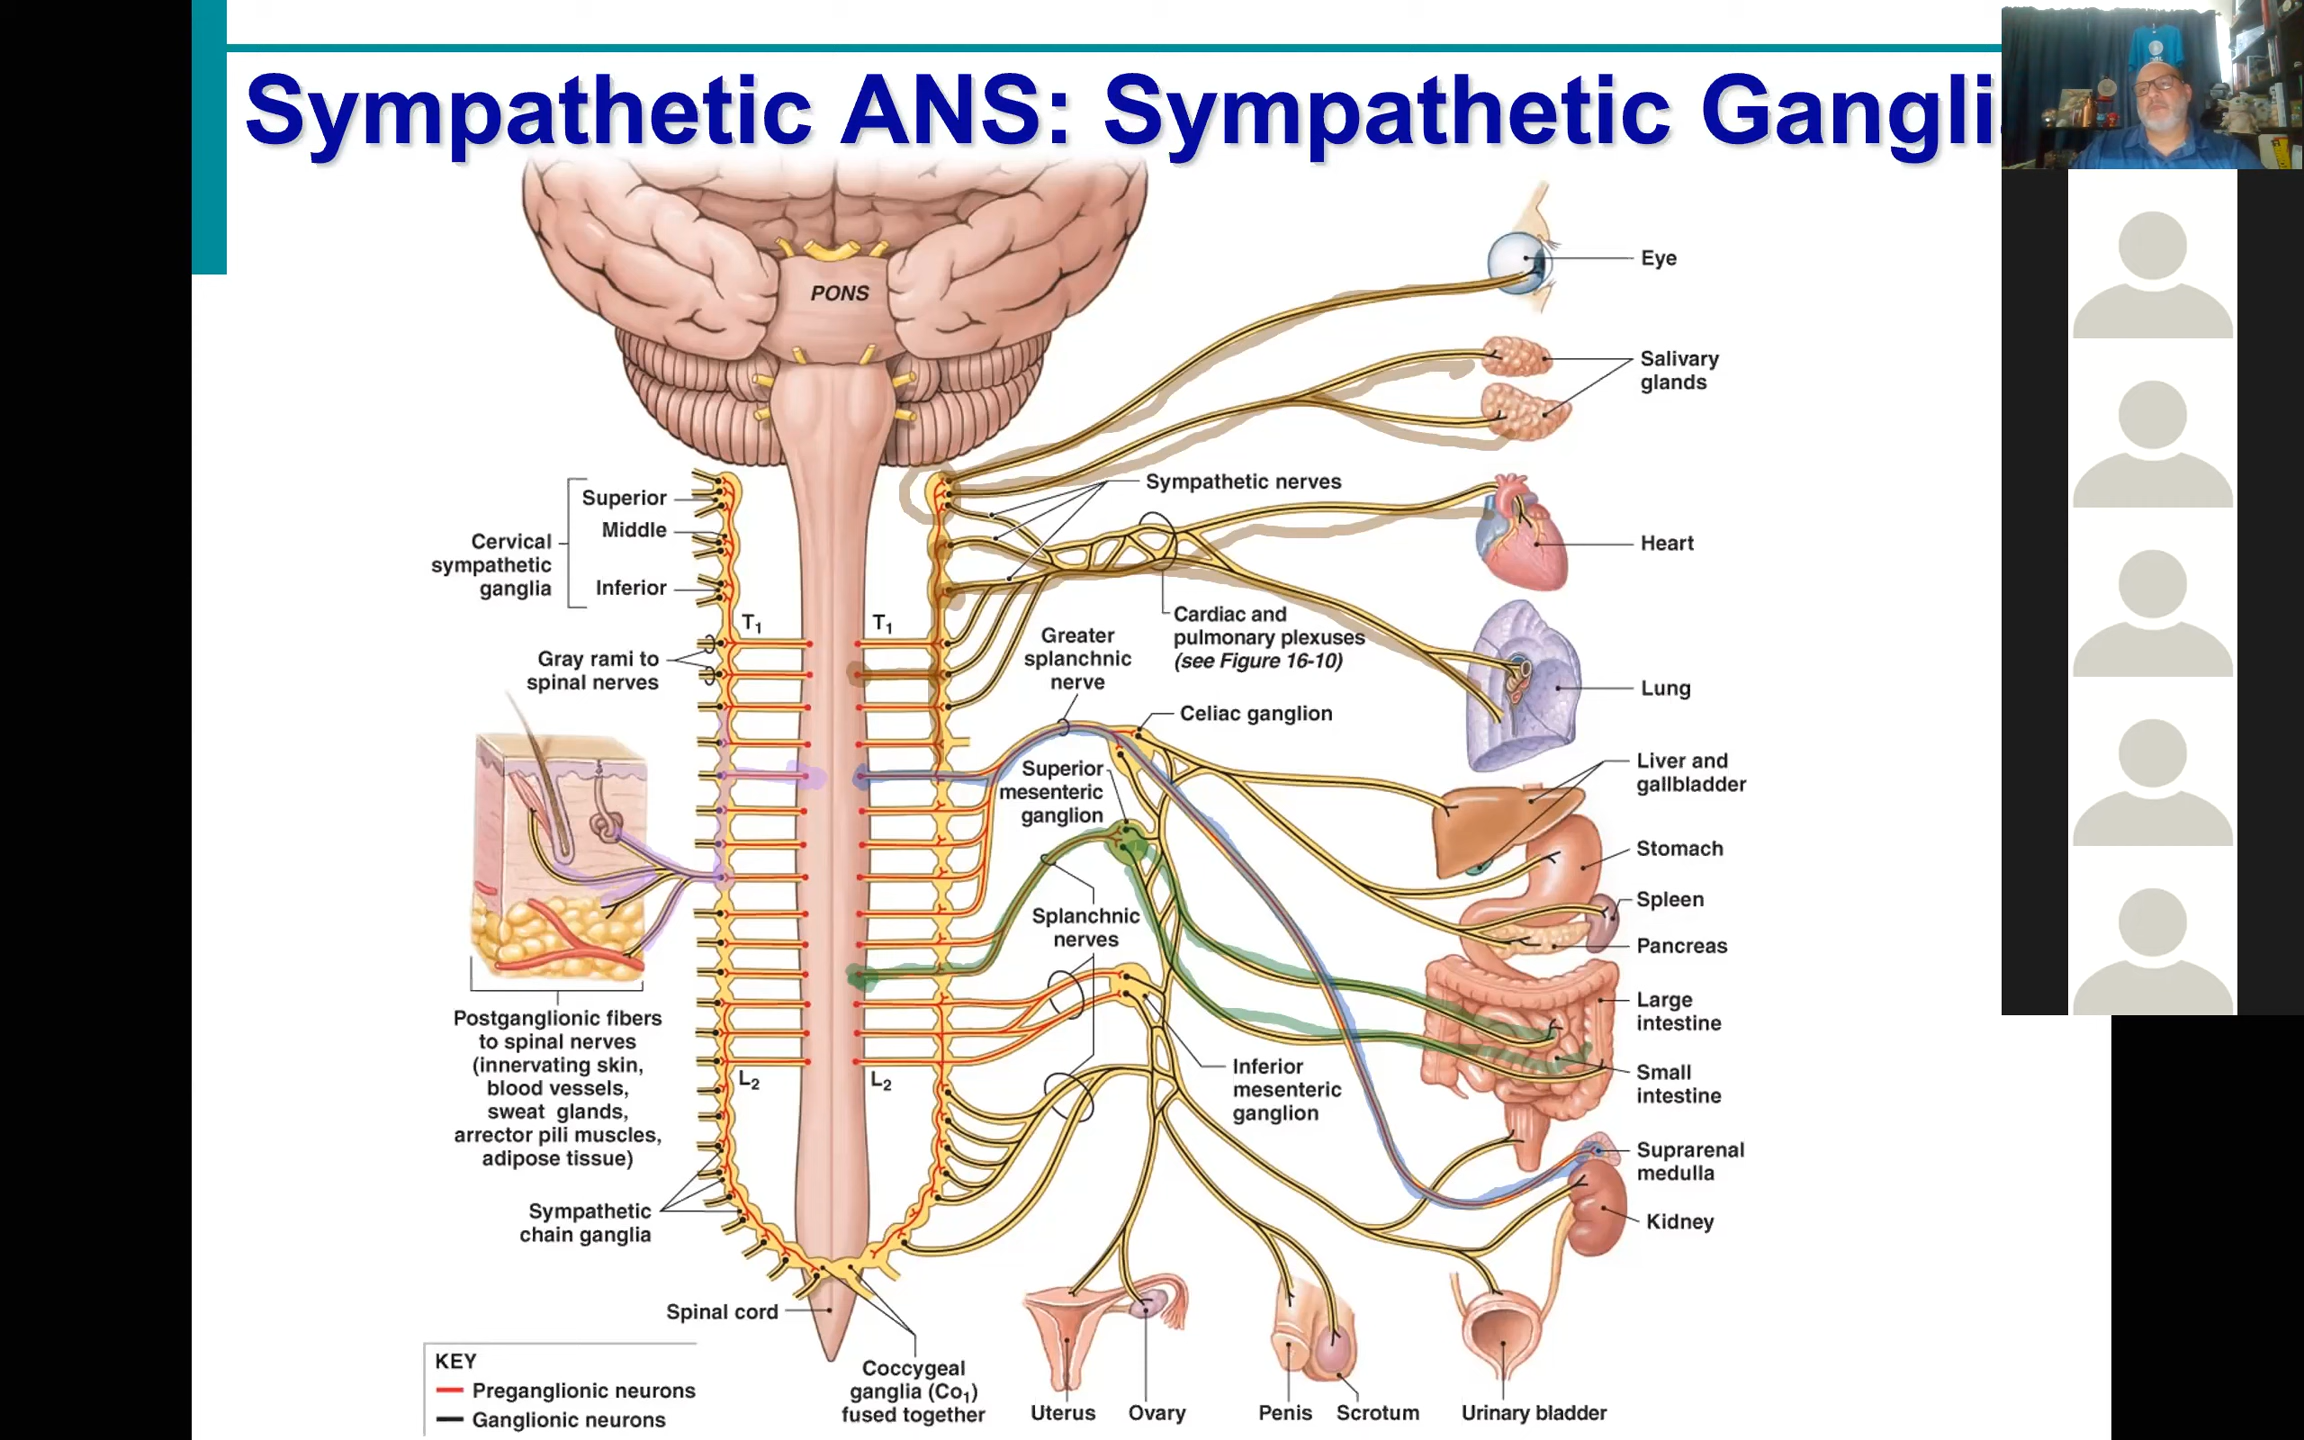 Sympathetic ANS: Sympathetic Gangli
PONS
Eye
Salivary
glands
Sympathetic nerves
Heart
Superior
Middle
Cervical
sympathetic
ganglia
Inferior
Cardiac and
pulmonary plexuses
(see Figure 16-10)
T1
T1
Greater
splanchnic
nerve
Gray rami to
spinal nerves
Lung
Celiac ganglion
Superior
mesenteric
ganglion
Liver and
gallbladder
Stomach
Spleen
Splanchnic
nerves
Pancreas
Large
intestine
Postganglionic fibers
to spinal nerves
(innervating skin,
blood vessels,
sweat glands,
arrector pili muscles,
adipose tissue)
L2
L2
Inferior
mesenteric
ganglion
Small
intestine
Suprarenal
medulla
Sympathetic
chain ganglia
Kidney
Spinal cord
Coccygeal
ganglia (Co1)
fused together
Uterus
Ovary
Penis
Scrotum
Urinary bladder
KEY
Preganglionic neurons
Ganglionic neurons